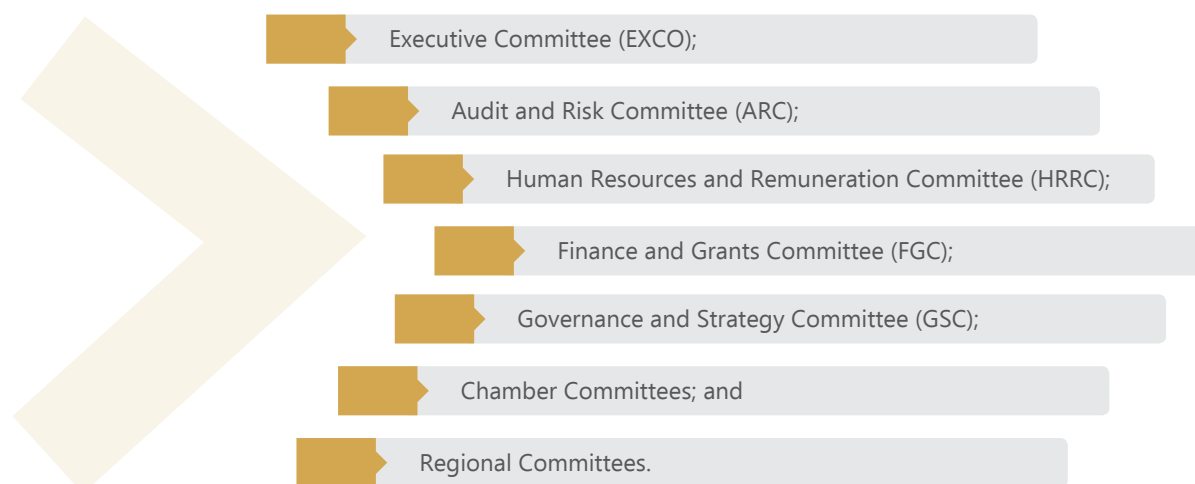 Executive Committee (EXCO);
Audit and Risk Committee (ARC);
Human Resources and Remuneration Committee (HRRC);
Finance and Grants Committee (FGC);
Governance and Strategy Committee (GSC);
Chamber Committees; and
Regional Committees.